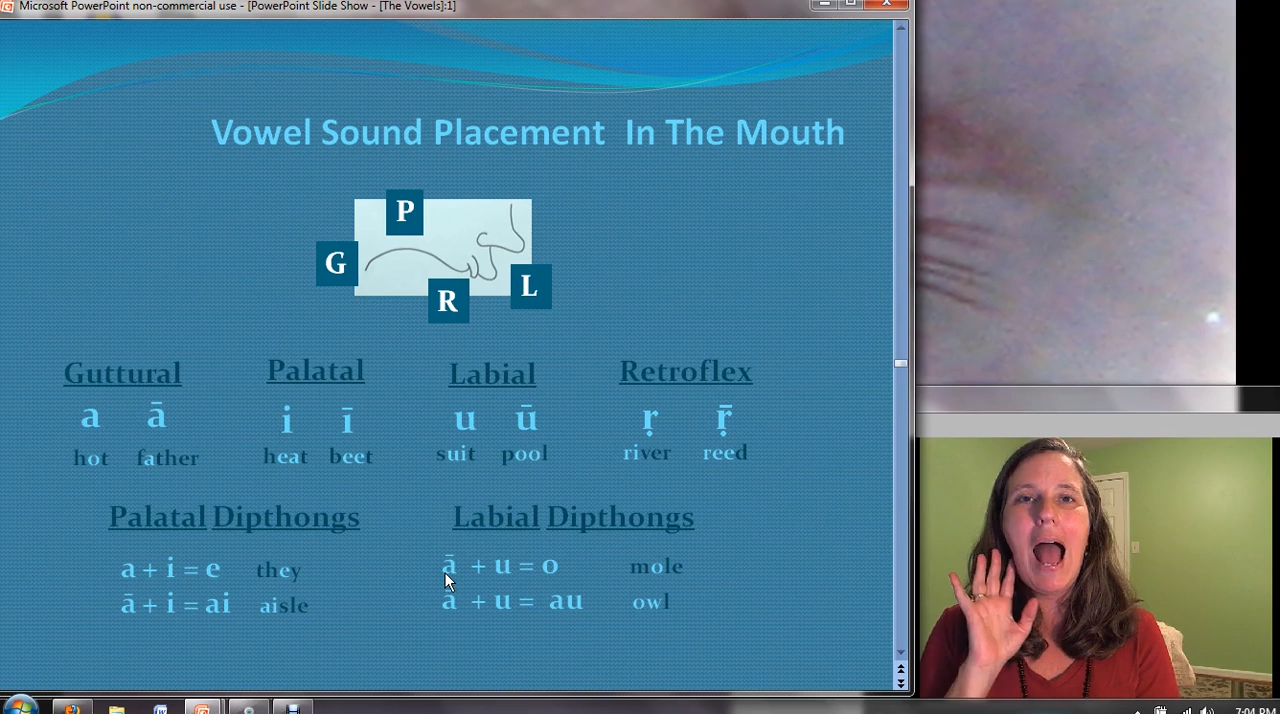 Microsoft PowerPoint non-commercial use - [PowerPoint Slide Show - [The Vowels]:1]
Vowel Sound Placement In The Mouth
P
G
L
R
Guttural Palatal Labial Retroflex
a ā i ī u ū ṛ ṝ
hot father heat beet suit pool river reed
Palatal Dipthongs Labial Dipthongs
a + i = e they ā + u = o mole
ā + i = ai aisle a + u = au owl
7:04 PM